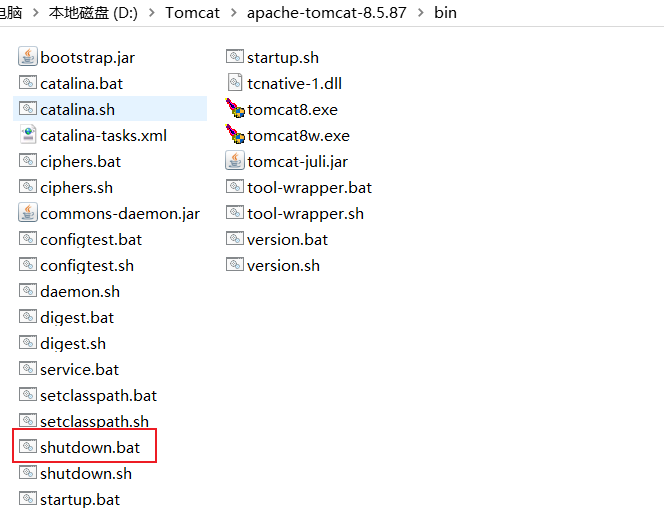 电脑 > 本地磁盘 (D:) > Tomcat > apache-tomcat-8.5.87 > bin
bootstrap.jar
catalina.bat
catalina.sh
catalina-tasks.xml
ciphers.bat
ciphers.sh
commons-daemon.jar
configtest.bat
configtest.sh
daemon.sh
digest.bat
digest.sh
service.bat
setclasspath.bat
setclasspath.sh
shutdown.bat
shutdown.sh
startup.bat
startup.sh
tcnative-1.dll
tomcat8.exe
tomcat8w.exe
tomcat-juli.jar
tool-wrapper.bat
tool-wrapper.sh
version.bat
version.sh